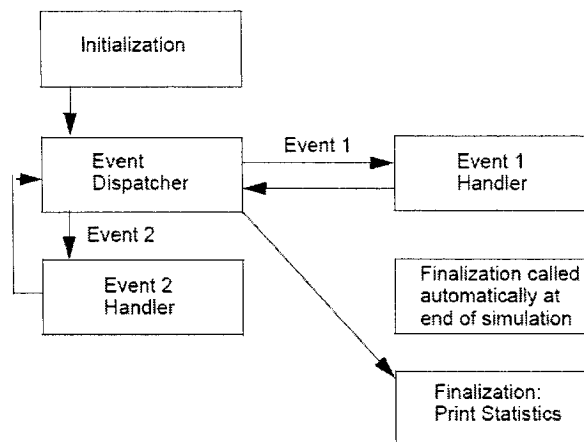 Initialization
Event 1
Event
Dispatcher
Event 1
Handler
Event 2
Event 2
Handler
Finalization called
automatically at
end of simulation
Finalization:
Print Statistics